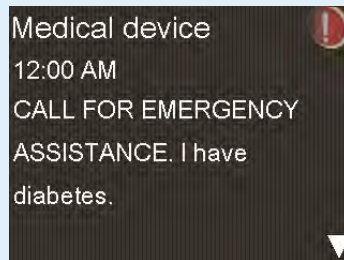 Medical device
12:00 AM
CALL FOR EMERGENCY
ASSISTANCE. I have
diabetes.